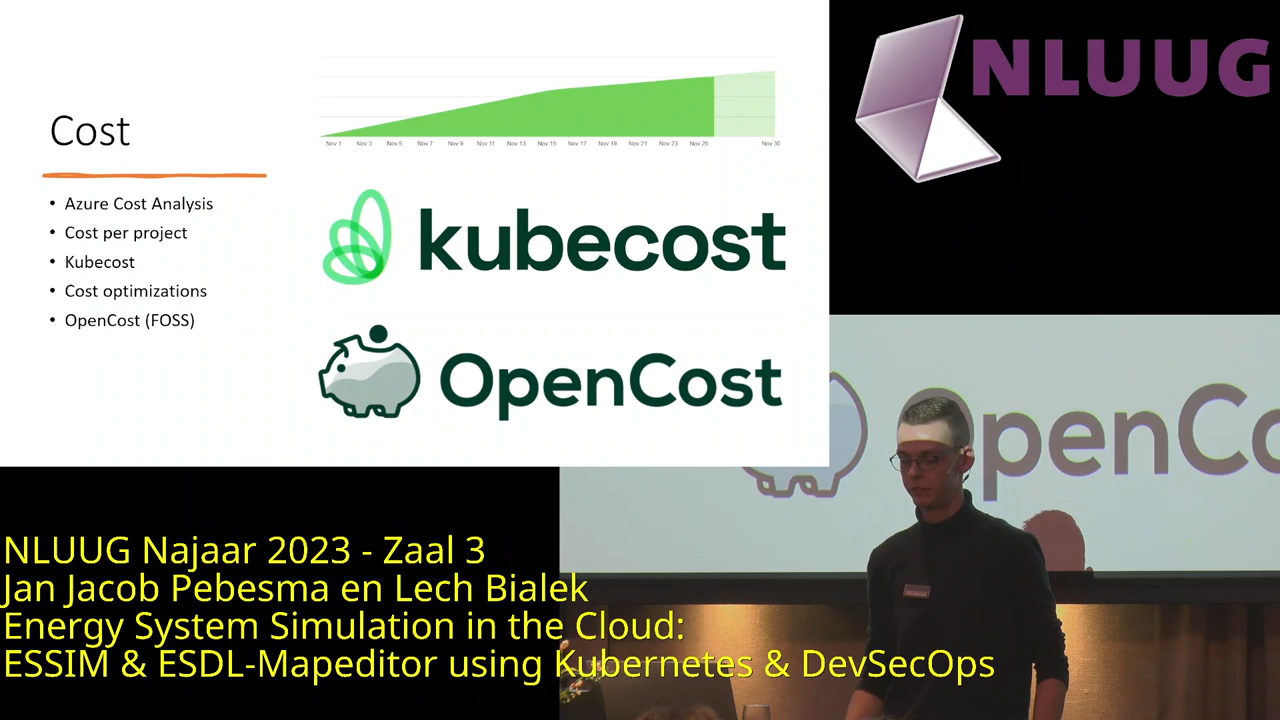 Cost
• Azure Cost Analysis
• Cost per project
• Kubecost
• Cost optimizations
• OpenCost (FOSS)
Nov 1 Nov 3 Nov 5 Nov 7 Nov 9 Nov 11 Nov 13 Nov 15 Nov 17 Nov 19 Nov 21 Nov 23 Nov 25 Nov 30
kubecost
OpenCost
NLUUG
OpenCo
NLUUG Najaar 2023 - Zaal 3
Jan Jacob Pebesma en Lech Bialek
Energy System Simulation in the Cloud:
ESSIM & ESDL-Mapeditor using Kubernetes & DevSecOps